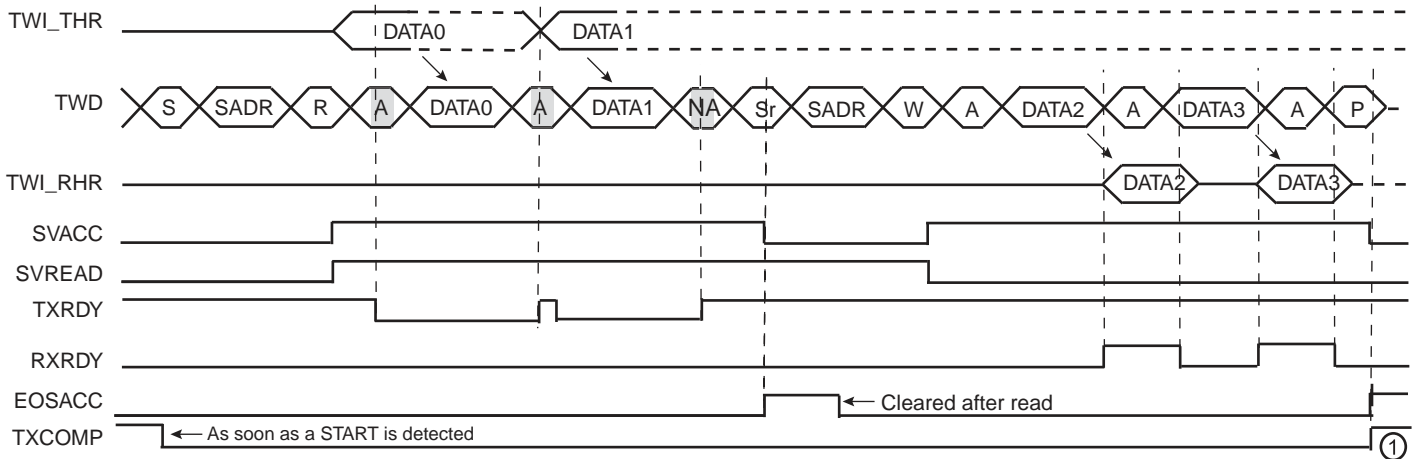 TWI_THR DATA0 DATA1
TWD S SADR R A DATA0 A DATA1 NA Sr SADR W A DATA2 A DATA3 A P
TWI_RHR DATA2 DATA3
SVACC
SVREAD
TXRDY
RXRDY
EOSACC Cleared after read
TXCOMP As soon as a START is detected 1